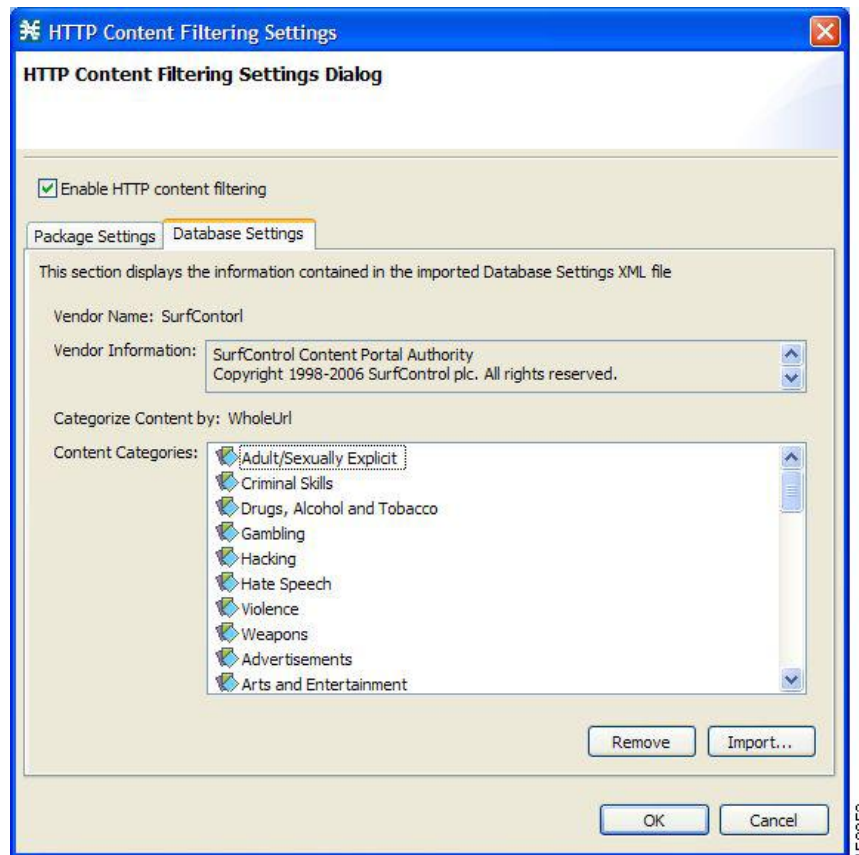 HTTP Content Filtering Settings
HTTP Content Filtering Settings Dialog
Enable HTTP content filtering
Package Settings Database Settings
This section displays the information contained in the imported Database Settings XML file
Vendor Name: SurfContorl
Vendor Information: SurfControl Content Portal Authority
Copyright 1998-2006 SurfControl plc. All rights reserved.
Categorize Content by: WholeUrl
Content Categories: Adult/Sexually Explicit
Criminal Skills
Drugs, Alcohol and Tobacco
Gambling
Hacking
Hate Speech
Violence
Weapons
Advertisements
Arts and Entertainment
Remove Import...
OK Cancel